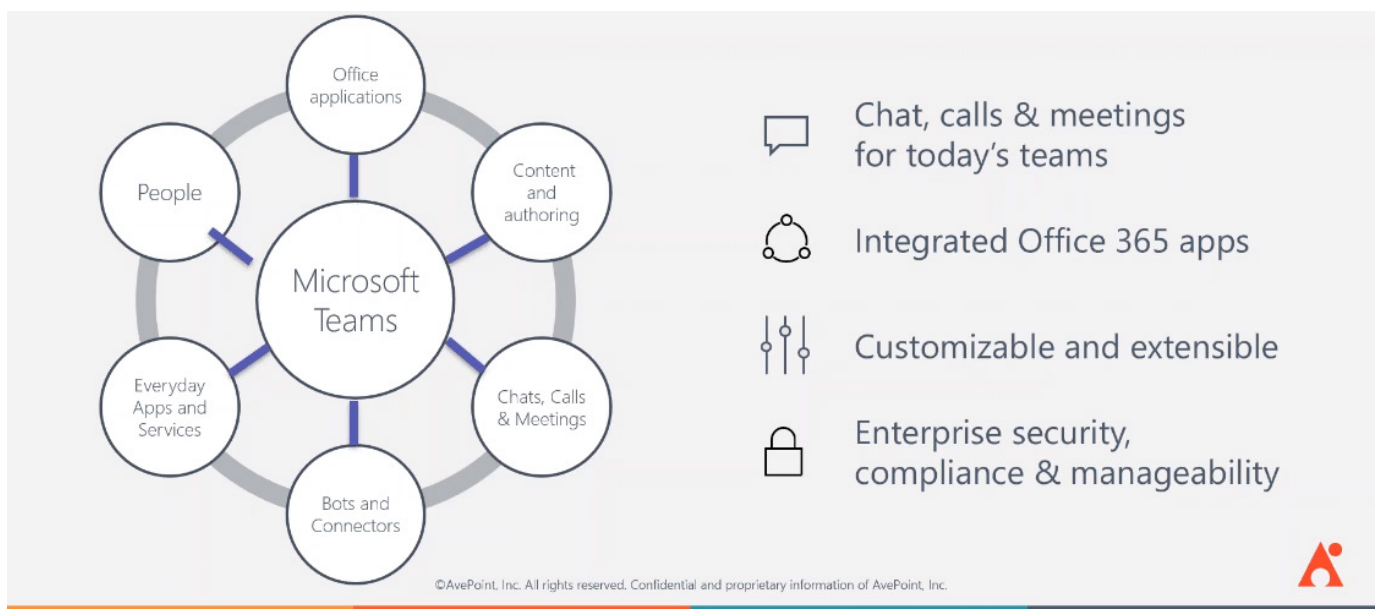 Office
applications
People
Content
and
authoring
Microsoft
Teams
Everyday
Apps and
Services
Chats, Calls
& Meetings
Bots and
Connectors
Chat, calls & meetings
for today's teams
Integrated Office 365 apps
Customizable and extensible
Enterprise security,
compliance & manageability
©AvePoint, Inc. All rights reserved. Confidential and proprietary information of AvePoint, Inc.